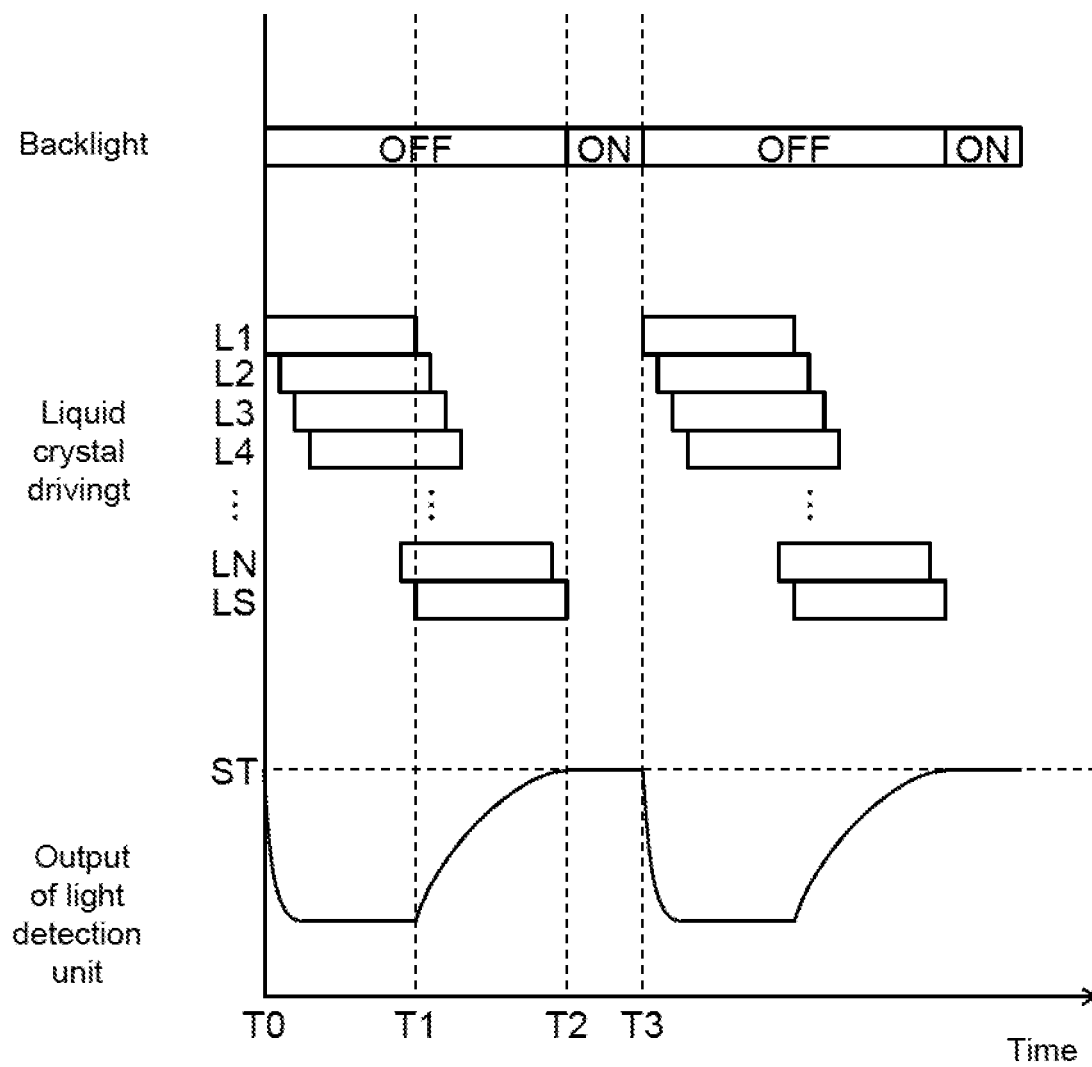 Backlight
OFF ON OFF ON
L1
L2
L3
L4
Liquid
crystal
drivingt
LN
LS
ST
Output
of light
detection
unit
T0 T1 T2 T3
Time